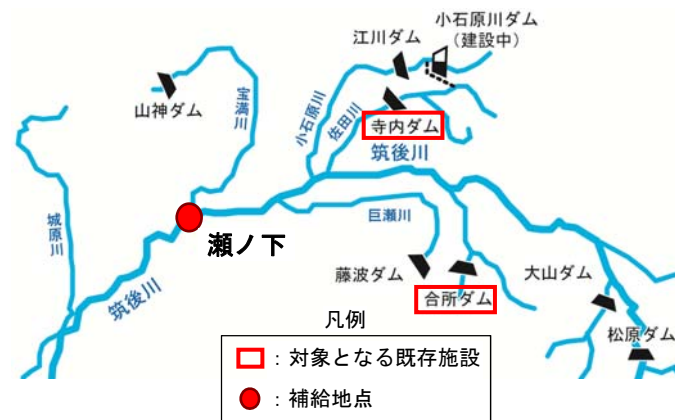 小石原川ダム
（建設中）
江川ダム
山神ダム
宝満川
小石原川
佐田川
寺内ダム
筑後川
城原川
瀬ノ下
巨瀬川
筑後川
藤波ダム
合所ダム
大山ダム
松原ダム
凡例
：対象となる既存施設
：補給地点